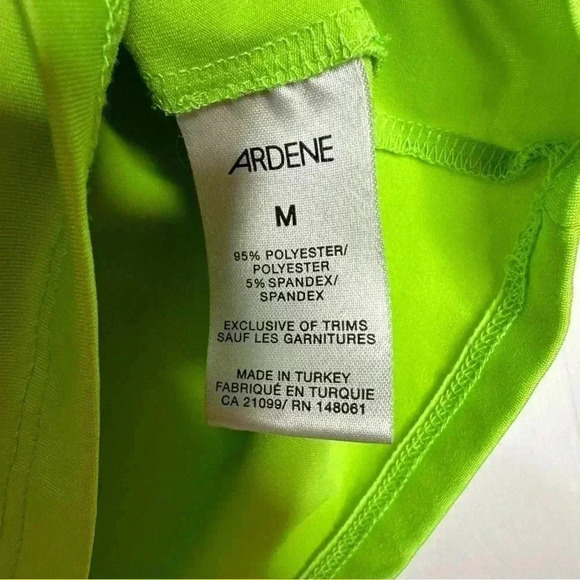 ARDENE
M
95% POLYESTER/
POLYESTER
5% SPANDEX/
SPANDEX
EXCLUSIVE OF TRIMS
SAUF LES GARNITURES
MADE IN TURKEY
FABRIQUÉ EN TURQUIE
CA 21099/ RN 148061